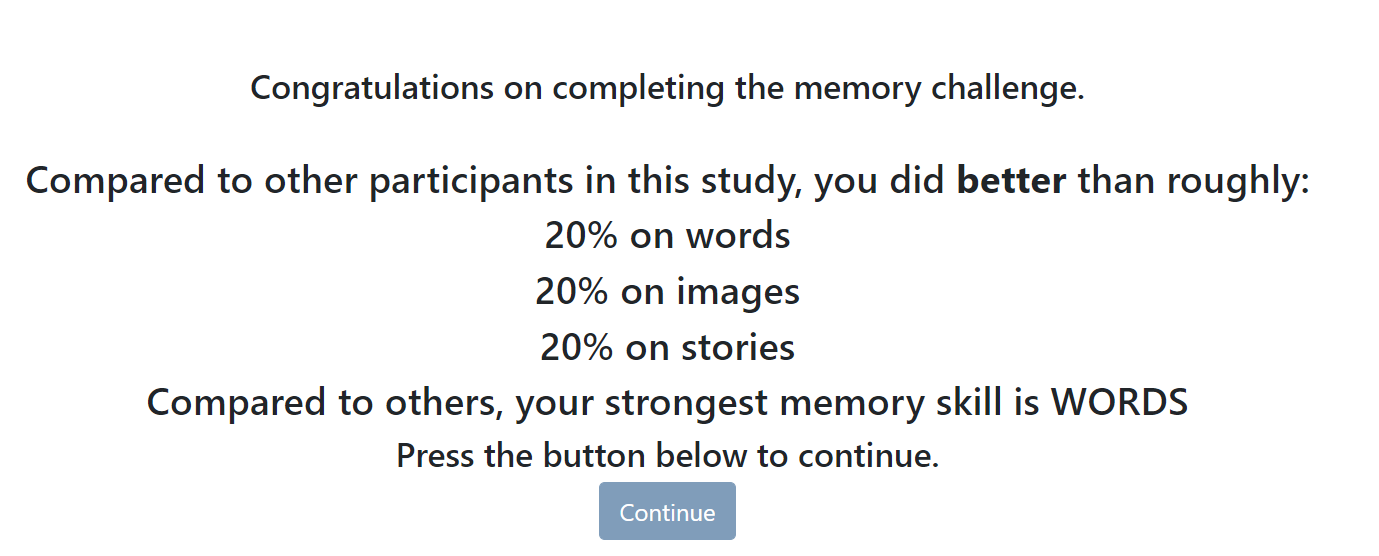 Congratulations on completing the memory challenge.
Compared to other participants in this study, you did better than roughly:
20% on words
20% on images
20% on stories
Compared to others, your strongest memory skill is WORDS
Press the button below to continue.
Continue